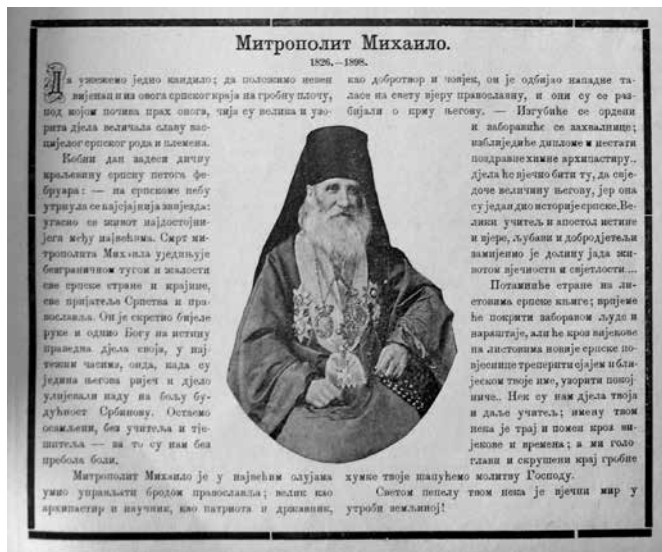 Митрополит Михаило.
1826.—1898.
Да ужежемо једно кандило; да положимо невен
вијенац и из овога српског краја на гробну плочу,
под којом почива прах онога, чија су велика и узо-
рита дјела величала славу вас-
цијелог српског рода и племена.
Кобни дан задеси дичну
краљевину српску петога фе-
бруара: — на српскоме небу
утрнула се најсјајнија звијезда:
угасно се живот најдостојни-
јега међу највећима. Смрт ми-
трополита Михаила уједињује
безграничном тугом и жалости
све српске стране и крајине,
све пријатеље Српства и пра-
вославља. Он је скрстио бијеле
руке и однио Богу на истину
праведна дјела своја, у нај-
тежим часима, онда, када су
једина његова ријеч и дјело
улијевали наду на бољу бу-
дућност Србинову. Остасмо
осамљени, без учитеља и тје-
шитеља — за то су нам без
пребола боли.
Митрополит Михаило је у највећим олујама
умио управљати бродом православља; велик као
архипастир и научник, као патриота и државник,
као добротвор и човјек, он је одбијао нападне та-
ласе на свету вјеру православну, и они су се раз-
бијали о крму његову. — Изгубиће се ордени
и заборавиће се захвалнице;
изблиједиће дипломе и нестати
поздравне химне архипастиру..
дјела ће вјечно бити ту, да свје-
доче величину његову, јер она
су један дио историје српске. Ве-
лики учитељ и апостол истине
и вјере, љубави и добродјетељи
замијенио је долину јада жи-
вотом вјечности и свјетлости ...
Потамниће стране на ли-
стовима српске књиге; вријеме
ће покрити заборавом људе и
нараштаје, али ће кроз вијекове
на листовима новије српске по-
вјеснице треперити сјајем и бли-
јеском твоје име, узорити покој-
ниче.. Нек су нам дјела твоја
и даље учитељ; имену твом
нека је трај и помен кроз ви-
јекове и времена; а ми голо-
глави и скрушени крај гробне
хумке твоје шапућемо молитву Господу.
Светом пепелу твом нека је вјечни мир у
утроби земљиној!